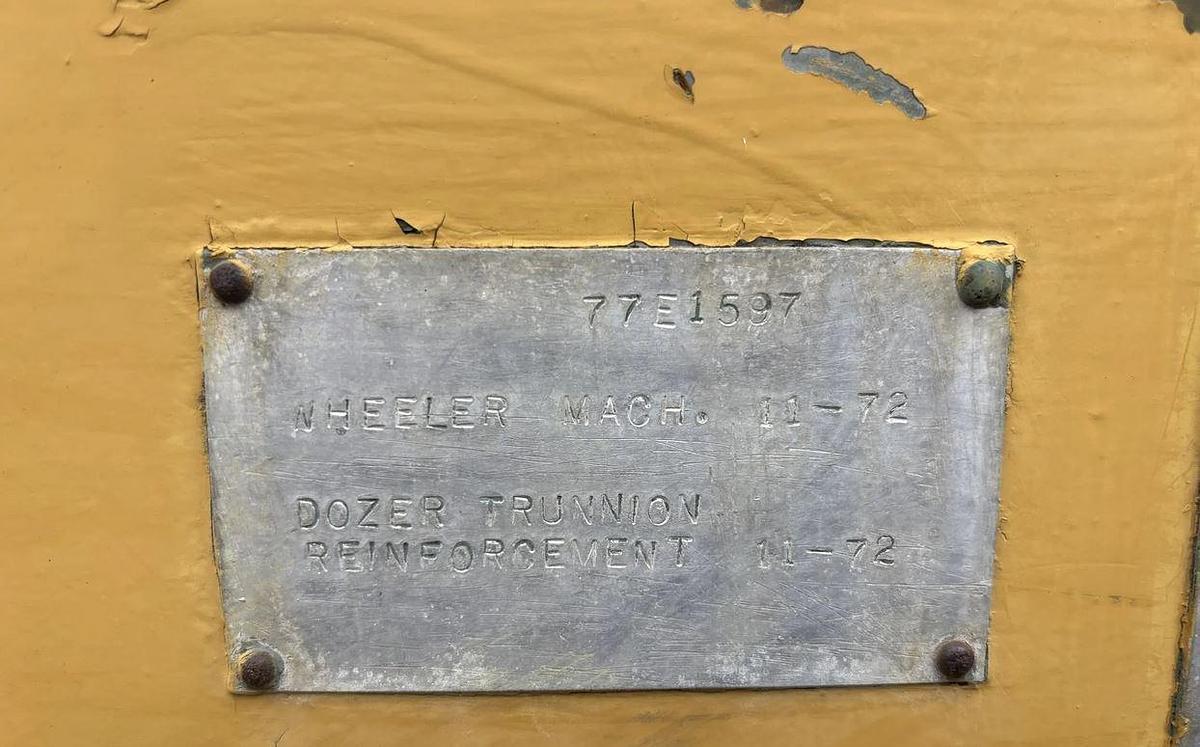 77E1597
WHEELER MACH. 11-72
DOZER TRUNNION
REINFORCEMENT 11-72